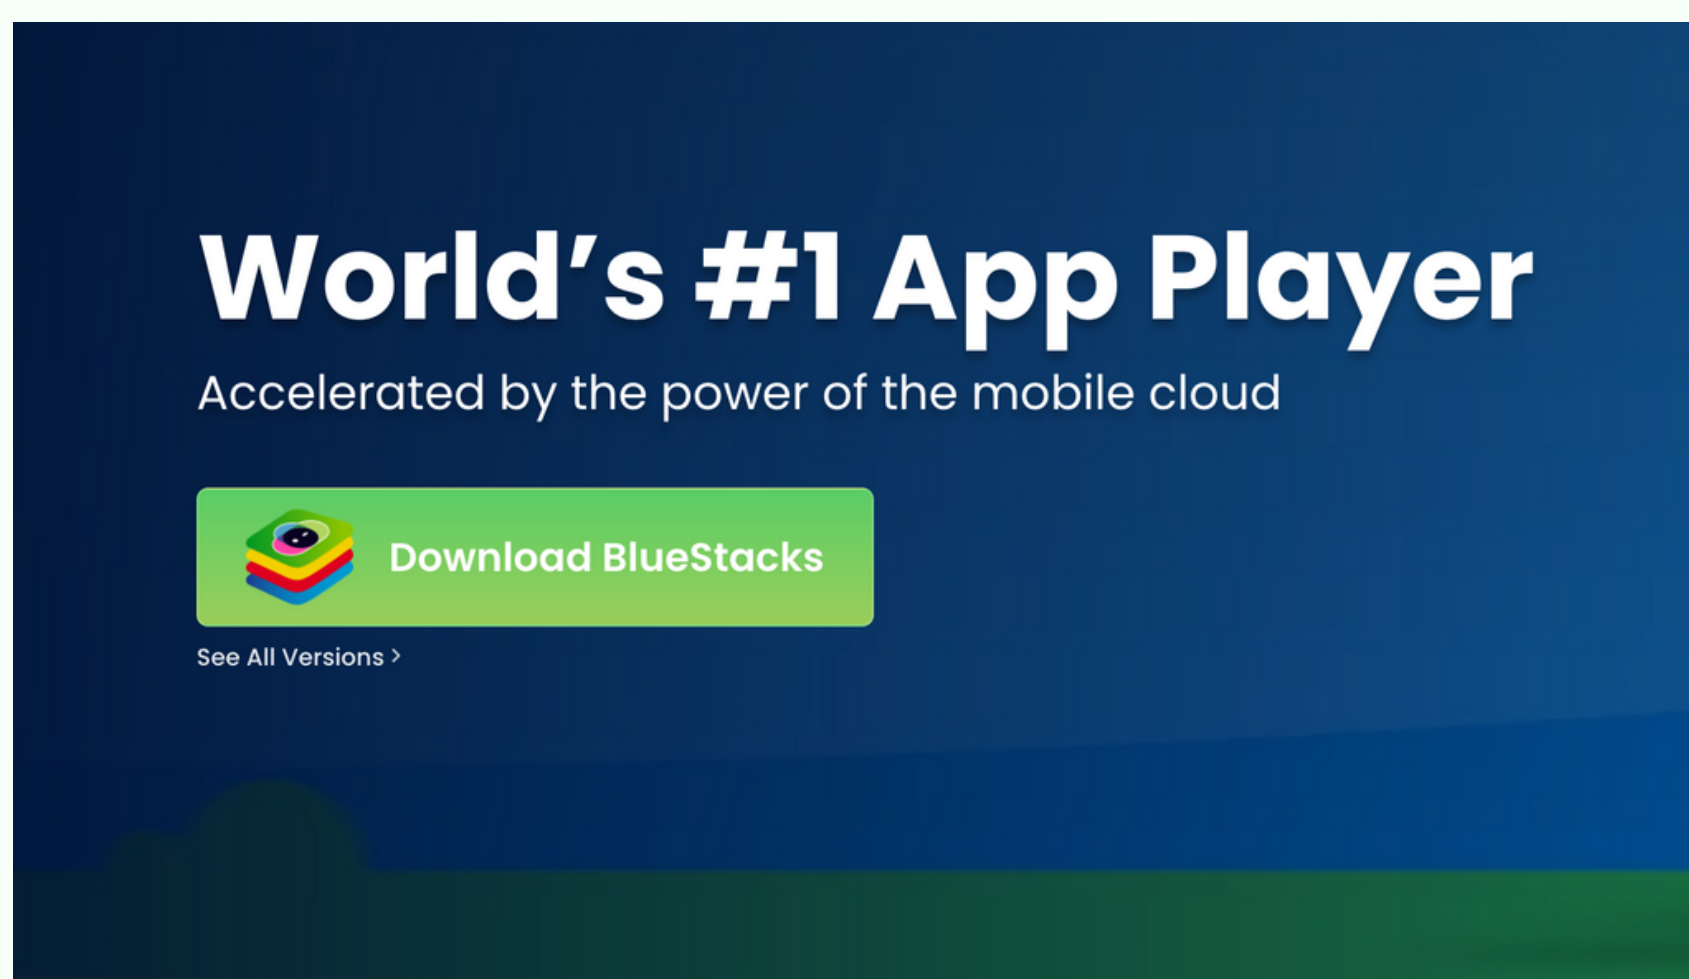 World’s #1 App Player
Accelerated by the power of the mobile cloud
Download BlueStacks
See All Versions >